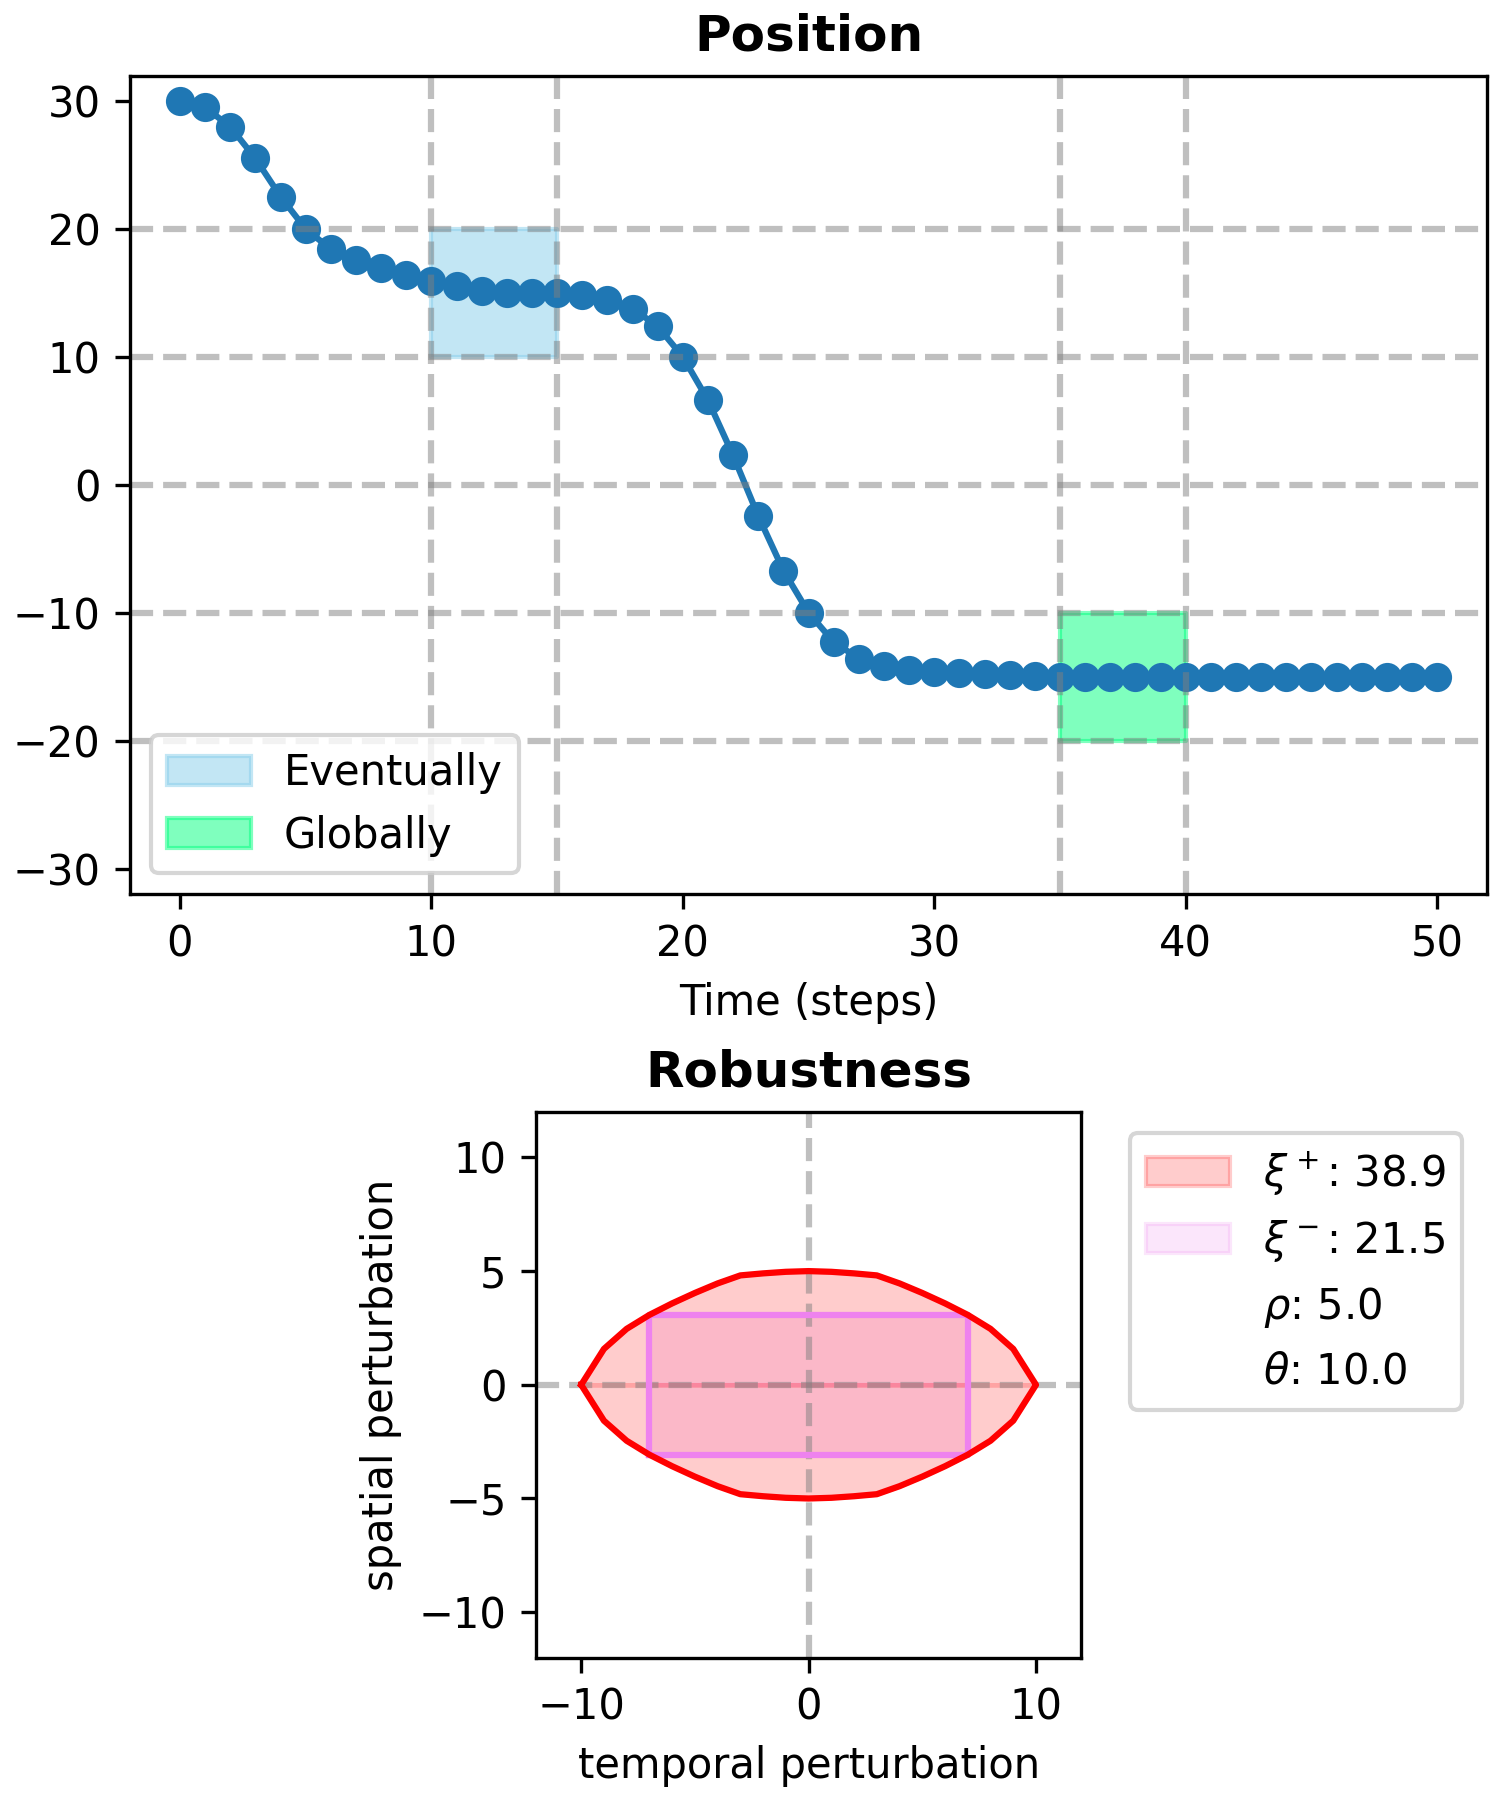 Position
30
20
10
0
−10
−20
−30
Eventually
Globally
0 10 20 30 40 50
Time (steps)
Robustness
10
5
0
−5
−10
spatial perturbation
−10 0 10
temporal perturbation
ξ⁺: 38.9
ξ⁻: 21.5
ρ: 5.0
θ: 10.0